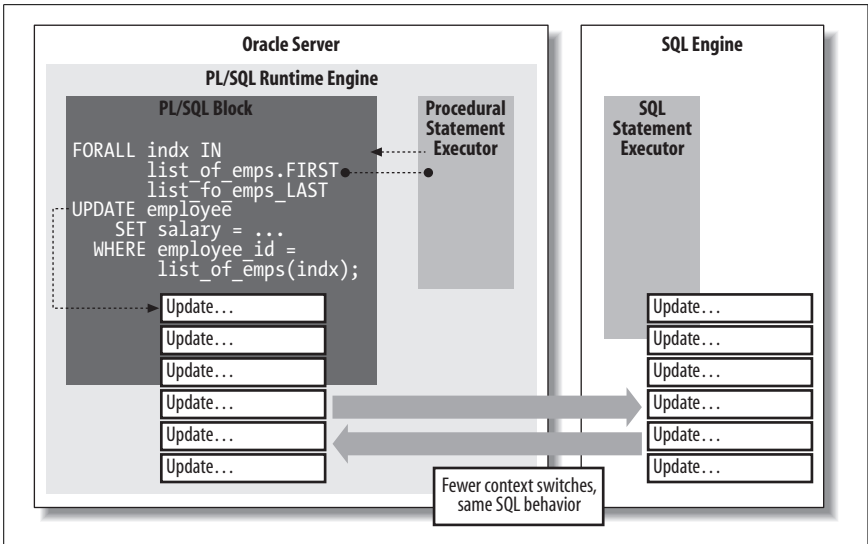 Oracle Server
PL/SQL Runtime Engine
PL/SQL Block
FORALL indx IN
list_of_emps.FIRST
list_fo_emps_LAST
UPDATE employee
SET salary = ...
WHERE employee_id =
list_of_emps(indx);
Update...
Update...
Update...
Update...
Update...
Update...
Procedural
Statement
Executor
SQL Engine
SQL
Statement
Executor
Update...
Update...
Update...
Update...
Update...
Update...
Fewer context switches,
same SQL behavior